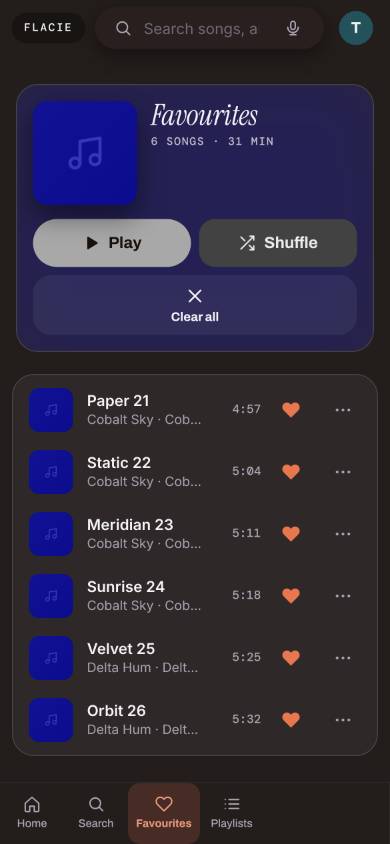 FLACIE
Search songs, a
T
Favourites
6 SONGS · 31 MIN
Play
Shuffle
Clear all
Paper 21
Cobalt Sky · Cob...
4:57
Static 22
Cobalt Sky · Cob...
5:04
Meridian 23
Cobalt Sky · Cob...
5:11
Sunrise 24
Cobalt Sky · Cob...
5:18
Velvet 25
Delta Hum · Delt...
5:25
Orbit 26
Delta Hum · Delt...
5:32
Home
Search
Favourites
Playlists